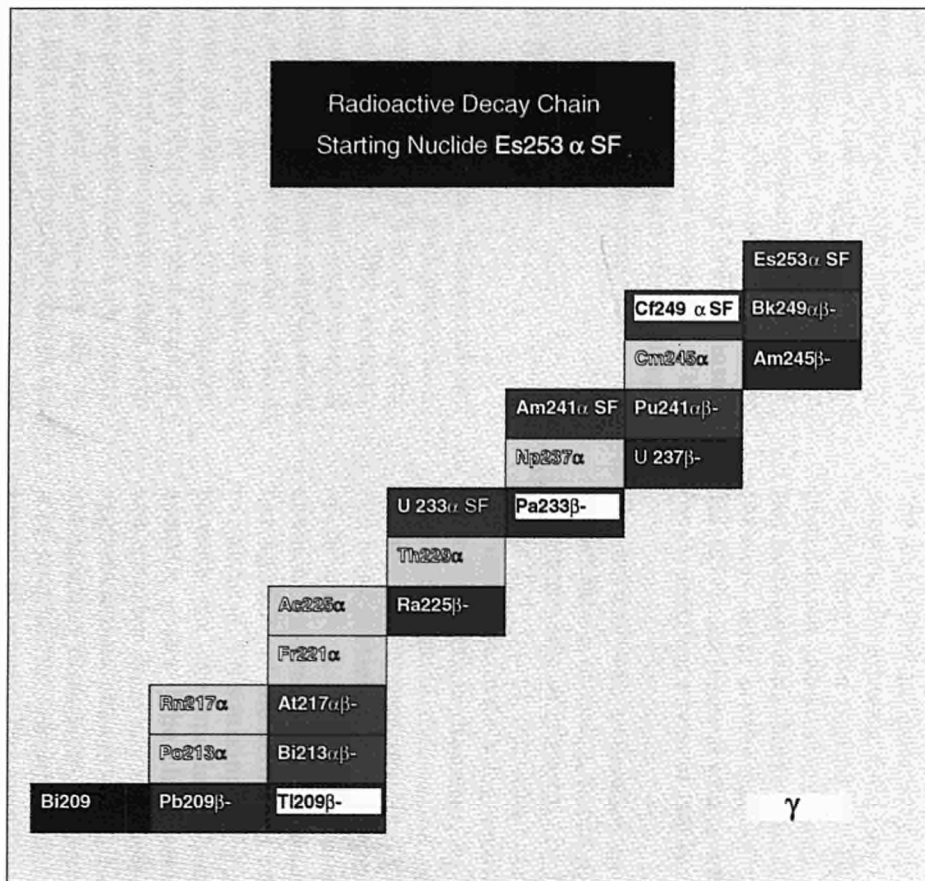 Radioactive Decay Chain
Starting Nuclide Es253 α SF
Es253α SF
Cf249 α SF Bk249αβ-
Cm245α Am245β-
Am241α SF Pu241αβ-
Np237α U 237β-
U 233α SF Pa233β-
Th229α
Ac225α Ra225β-
Fr221α
Rn217α At217αβ-
Po213α Bi213αβ-
Bi209 Pb209β- Tl209β-
γ